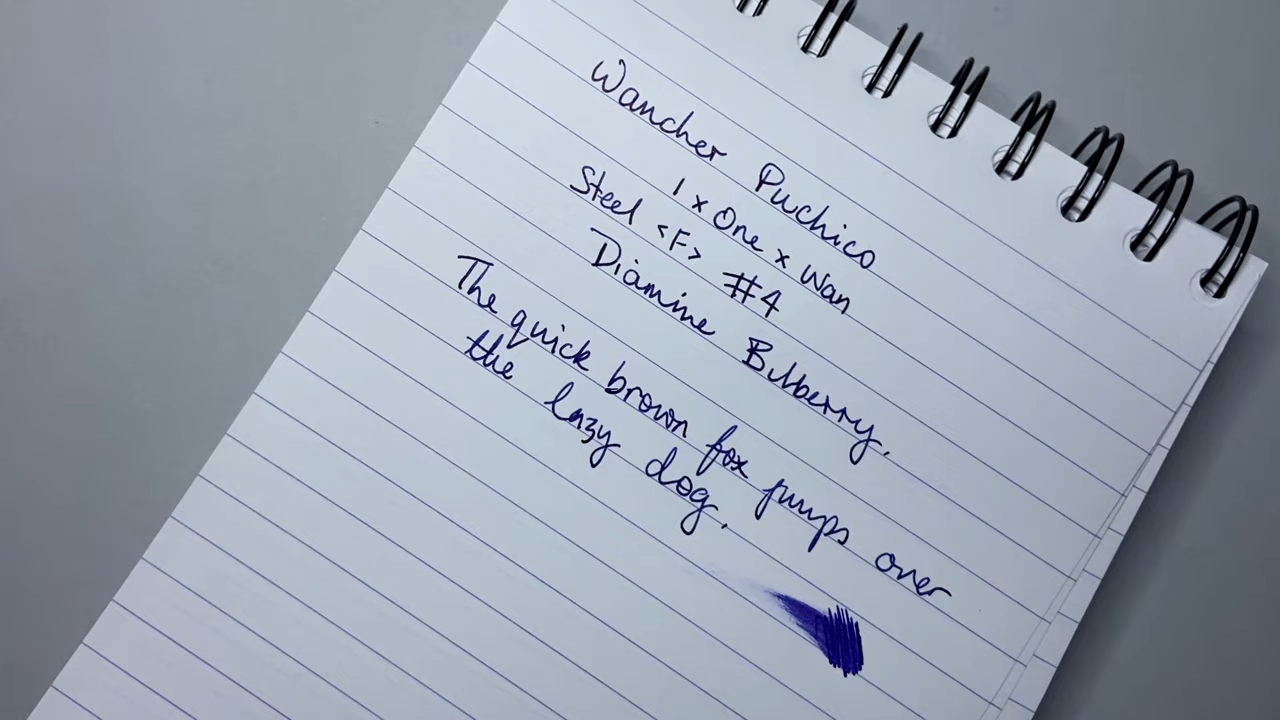 Wancher Puchico
1 x One x Wan
Steel <F> #4
Diamine Bilberry.
The quick brown fox jumps over
the lazy dog.